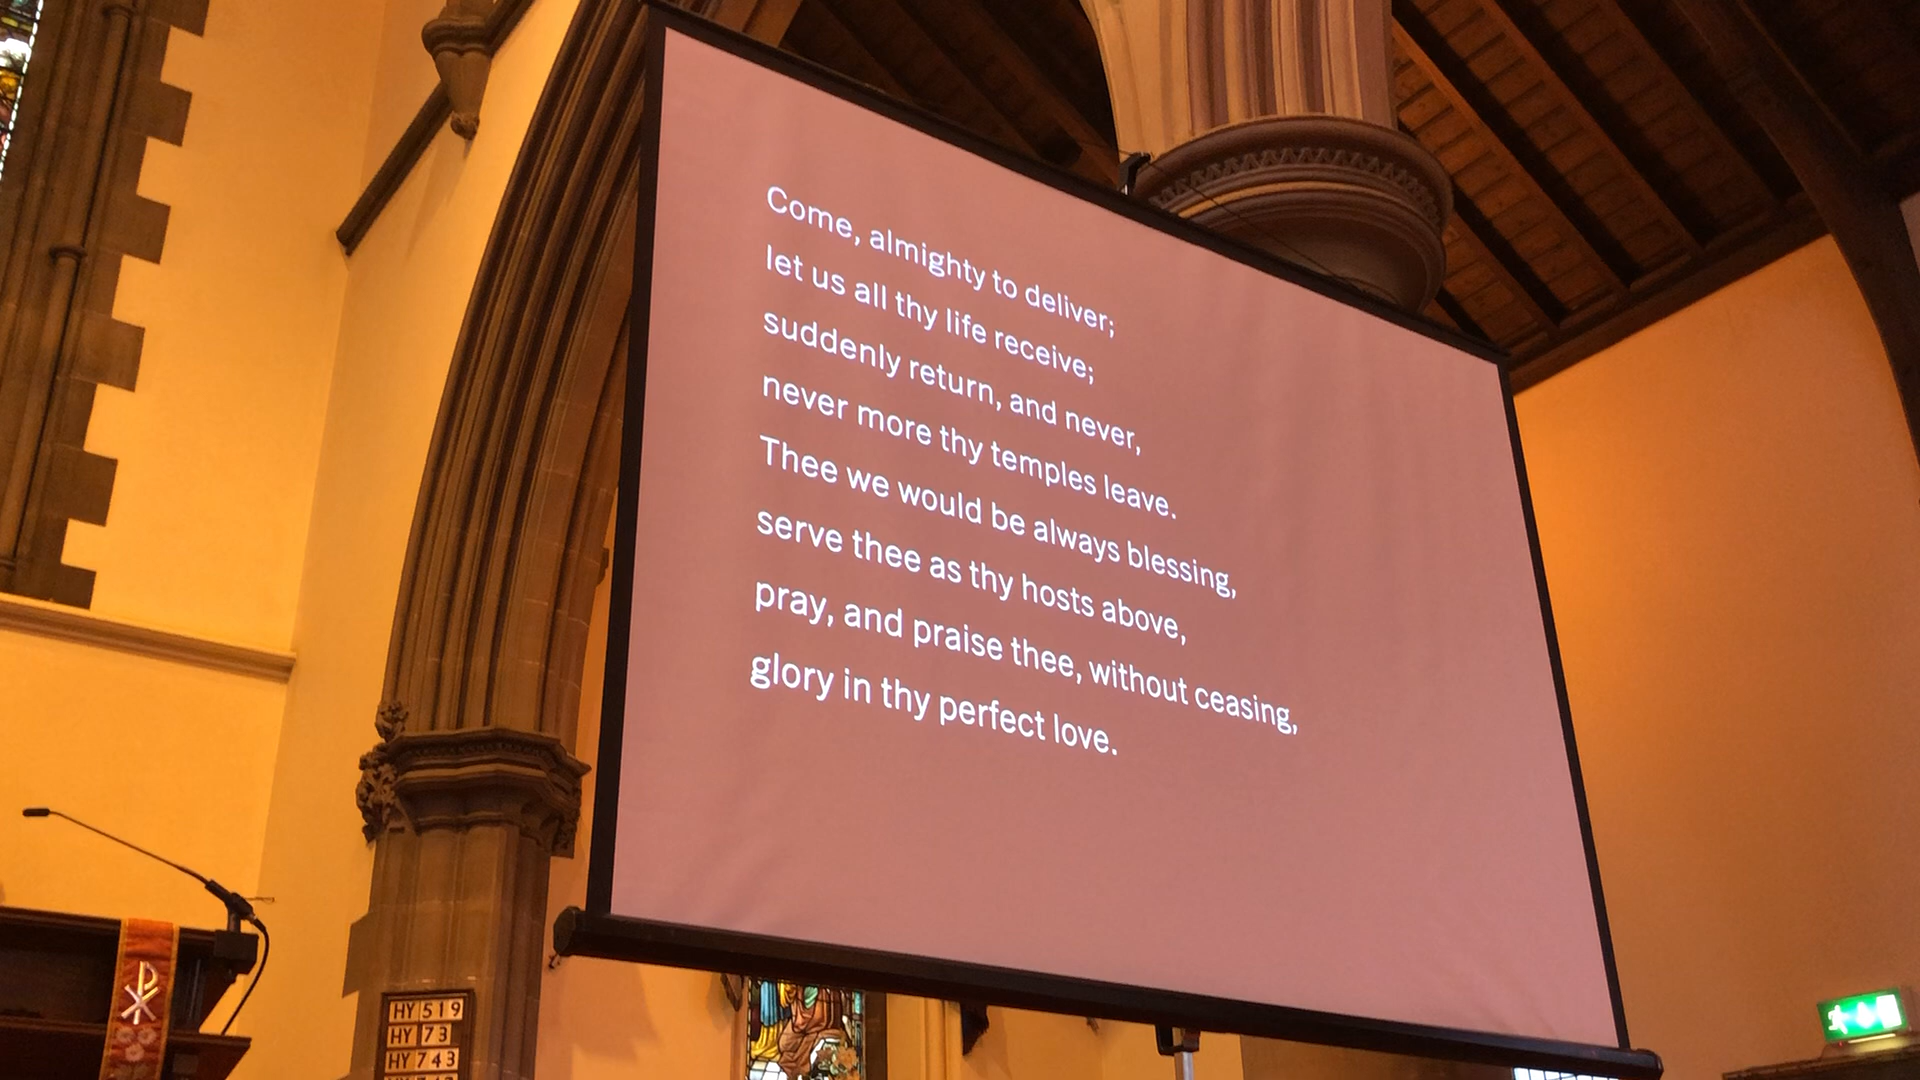 Come, almighty to deliver;
let us all thy life receive;
suddenly return, and never,
never more thy temples leave.
Thee we would be always blessing,
serve thee as thy hosts above,
pray, and praise thee, without ceasing,
glory in thy perfect love.
HY 519
HY 73
HY 743